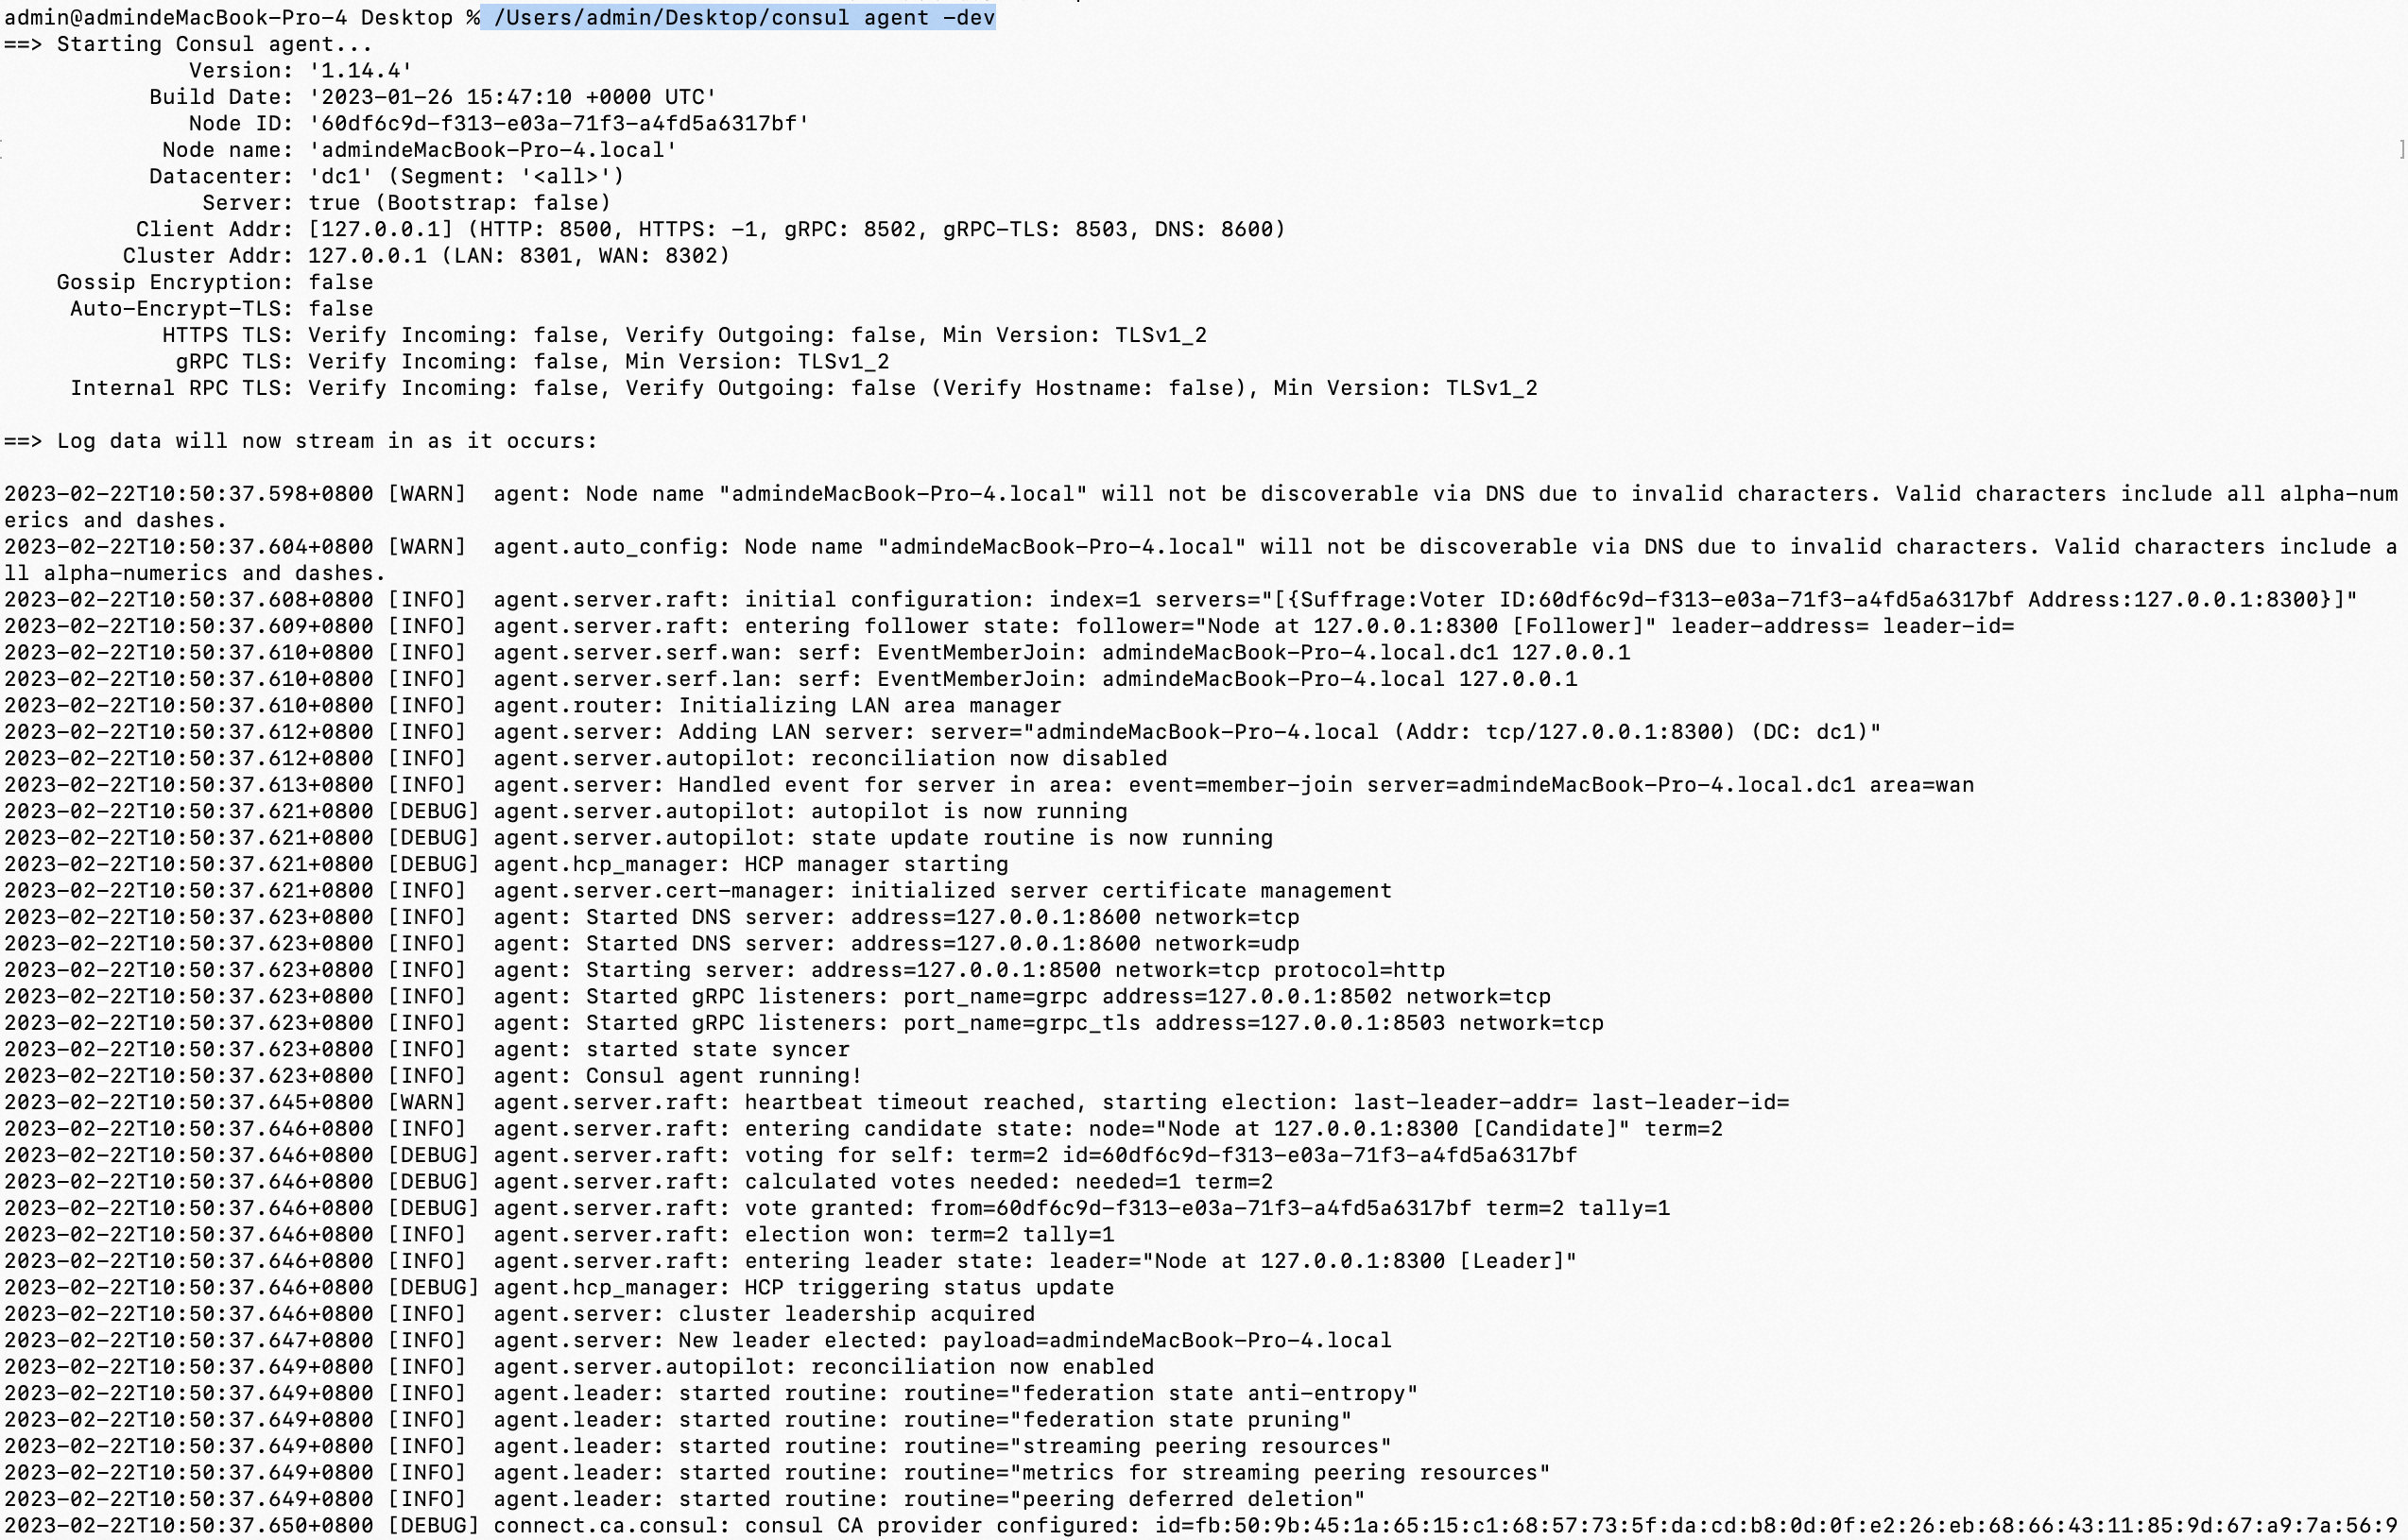 admin@admindeMacBook-Pro-4 Desktop % /Users/admin/Desktop/consul agent -dev
==> Starting Consul agent...
Version: '1.14.4'
Build Date: '2023-01-26 15:47:10 +0000 UTC'
Node ID: '60df6c9d-f313-e03a-71f3-a4fd5a6317bf'
Node name: 'admindeMacBook-Pro-4.local'
Datacenter: 'dc1' (Segment: '<all>')
Server: true (Bootstrap: false)
Client Addr: [127.0.0.1] (HTTP: 8500, HTTPS: -1, gRPC: 8502, gRPC-TLS: 8503, DNS: 8600)
Cluster Addr: 127.0.0.1 (LAN: 8301, WAN: 8302)
Gossip Encryption: false
Auto-Encrypt-TLS: false
HTTPS TLS: Verify Incoming: false, Verify Outgoing: false, Min Version: TLSv1_2
gRPC TLS: Verify Incoming: false, Min Version: TLSv1_2
Internal RPC TLS: Verify Incoming: false, Verify Outgoing: false (Verify Hostname: false), Min Version: TLSv1_2
==> Log data will now stream in as it occurs:
2023-02-22T10:50:37.598+0800 [WARN]  agent: Node name "admindeMacBook-Pro-4.local" will not be discoverable via DNS due to invalid characters. Valid characters include all alpha-num
erics and dashes.
2023-02-22T10:50:37.604+0800 [WARN]  agent.auto_config: Node name "admindeMacBook-Pro-4.local" will not be discoverable via DNS due to invalid characters. Valid characters include a
ll alpha-numerics and dashes.
2023-02-22T10:50:37.608+0800 [INFO]  agent.server.raft: initial configuration: index=1 servers="[{Suffrage:Voter ID:60df6c9d-f313-e03a-71f3-a4fd5a6317bf Address:127.0.0.1:8300}]"
2023-02-22T10:50:37.609+0800 [INFO]  agent.server.raft: entering follower state: follower="Node at 127.0.0.1:8300 [Follower]" leader-address= leader-id=
2023-02-22T10:50:37.610+0800 [INFO]  agent.server.serf.wan: serf: EventMemberJoin: admindeMacBook-Pro-4.local.dc1 127.0.0.1
2023-02-22T10:50:37.610+0800 [INFO]  agent.server.serf.lan: serf: EventMemberJoin: admindeMacBook-Pro-4.local 127.0.0.1
2023-02-22T10:50:37.610+0800 [INFO]  agent.router: Initializing LAN area manager
2023-02-22T10:50:37.612+0800 [INFO]  agent.server: Adding LAN server: server="admindeMacBook-Pro-4.local (Addr: tcp/127.0.0.1:8300) (DC: dc1)"
2023-02-22T10:50:37.612+0800 [INFO]  agent.server.autopilot: reconciliation now disabled
2023-02-22T10:50:37.613+0800 [INFO]  agent.server: Handled event for server in area: event=member-join server=admindeMacBook-Pro-4.local.dc1 area=wan
2023-02-22T10:50:37.621+0800 [DEBUG] agent.server.autopilot: autopilot is now running
2023-02-22T10:50:37.621+0800 [DEBUG] agent.server.autopilot: state update routine is now running
2023-02-22T10:50:37.621+0800 [DEBUG] agent.hcp_manager: HCP manager starting
2023-02-22T10:50:37.621+0800 [INFO]  agent.server.cert-manager: initialized server certificate management
2023-02-22T10:50:37.623+0800 [INFO]  agent: Started DNS server: address=127.0.0.1:8600 network=tcp
2023-02-22T10:50:37.623+0800 [INFO]  agent: Started DNS server: address=127.0.0.1:8600 network=udp
2023-02-22T10:50:37.623+0800 [INFO]  agent: Starting server: address=127.0.0.1:8500 network=tcp protocol=http
2023-02-22T10:50:37.623+0800 [INFO]  agent: Started gRPC listeners: port_name=grpc address=127.0.0.1:8502 network=tcp
2023-02-22T10:50:37.623+0800 [INFO]  agent: Started gRPC listeners: port_name=grpc_tls address=127.0.0.1:8503 network=tcp
2023-02-22T10:50:37.623+0800 [INFO]  agent: started state syncer
2023-02-22T10:50:37.623+0800 [INFO]  agent: Consul agent running!
2023-02-22T10:50:37.645+0800 [WARN]  agent.server.raft: heartbeat timeout reached, starting election: last-leader-addr= last-leader-id=
2023-02-22T10:50:37.646+0800 [INFO]  agent.server.raft: entering candidate state: node="Node at 127.0.0.1:8300 [Candidate]" term=2
2023-02-22T10:50:37.646+0800 [DEBUG] agent.server.raft: voting for self: term=2 id=60df6c9d-f313-e03a-71f3-a4fd5a6317bf
2023-02-22T10:50:37.646+0800 [DEBUG] agent.server.raft: calculated votes needed: needed=1 term=2
2023-02-22T10:50:37.646+0800 [DEBUG] agent.server.raft: vote granted: from=60df6c9d-f313-e03a-71f3-a4fd5a6317bf term=2 tally=1
2023-02-22T10:50:37.646+0800 [INFO]  agent.server.raft: election won: term=2 tally=1
2023-02-22T10:50:37.646+0800 [INFO]  agent.server.raft: entering leader state: leader="Node at 127.0.0.1:8300 [Leader]"
2023-02-22T10:50:37.646+0800 [DEBUG] agent.hcp_manager: HCP triggering status update
2023-02-22T10:50:37.646+0800 [INFO]  agent.server: cluster leadership acquired
2023-02-22T10:50:37.647+0800 [INFO]  agent.server: New leader elected: payload=admindeMacBook-Pro-4.local
2023-02-22T10:50:37.649+0800 [INFO]  agent.server.autopilot: reconciliation now enabled
2023-02-22T10:50:37.649+0800 [INFO]  agent.leader: started routine: routine="federation state anti-entropy"
2023-02-22T10:50:37.649+0800 [INFO]  agent.leader: started routine: routine="federation state pruning"
2023-02-22T10:50:37.649+0800 [INFO]  agent.leader: started routine: routine="streaming peering resources"
2023-02-22T10:50:37.649+0800 [INFO]  agent.leader: started routine: routine="metrics for streaming peering resources"
2023-02-22T10:50:37.649+0800 [INFO]  agent.leader: started routine: routine="peering deferred deletion"
2023-02-22T10:50:37.650+0800 [DEBUG] connect.ca.consul: consul CA provider configured: id=fb:50:9b:45:1a:65:15:c1:68:57:73:5f:da:cd:b8:0d:0f:e2:26:eb:68:66:43:11:85:9d:67:a9:7a:56:9